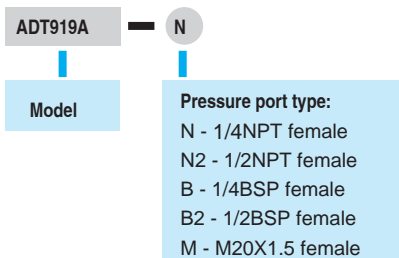 ADT919A — N
Model
Pressure port type:
N - 1/4NPT female
N2 - 1/2NPT female
B - 1/4BSP female
B2 - 1/2BSP female
M - M20X1.5 female